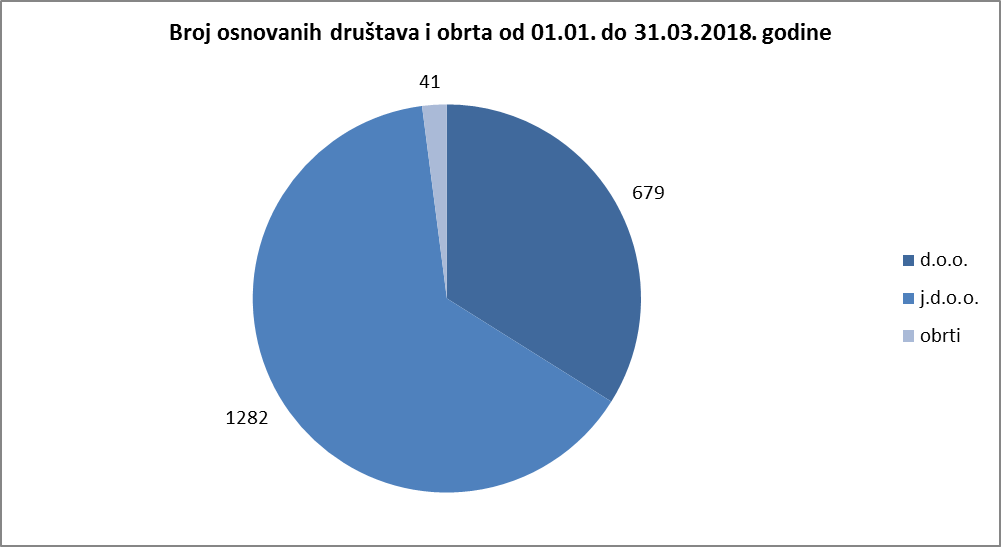 Broj osnovanih društava i obrta od 01.01. do 31.03.2018. godine
41
679
d.o.o.
j.d.o.o.
obrti
1282